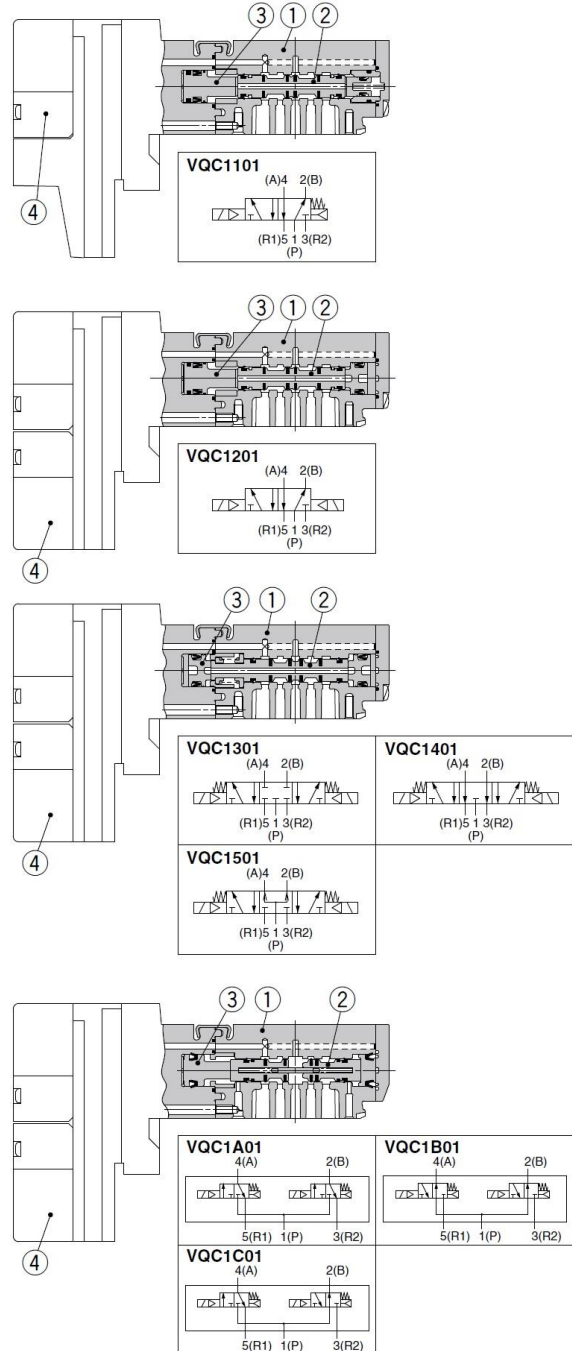 ③ ① ②
④
VQC1101
(A)4 2(B)
(R1)5 1 3(R2)
(P)
③ ① ②
④
VQC1201
(A)4 2(B)
(R1)5 1 3(R2)
(P)
③ ① ②
④
VQC1301
(A)4 2(B)
(R1)5 1 3(R2)
(P)
VQC1401
(A)4 2(B)
(R1)5 1 3(R2)
(P)
VQC1501
(A)4 2(B)
(R1)5 1 3(R2)
(P)
③ ① ②
④
VQC1A01
4(A) 2(B)
5(R1) 1(P) 3(R2)
VQC1B01
4(A) 2(B)
5(R1) 1(P) 3(R2)
VQC1C01
4(A) 2(B)
5(R1) 1(P) 3(R2)